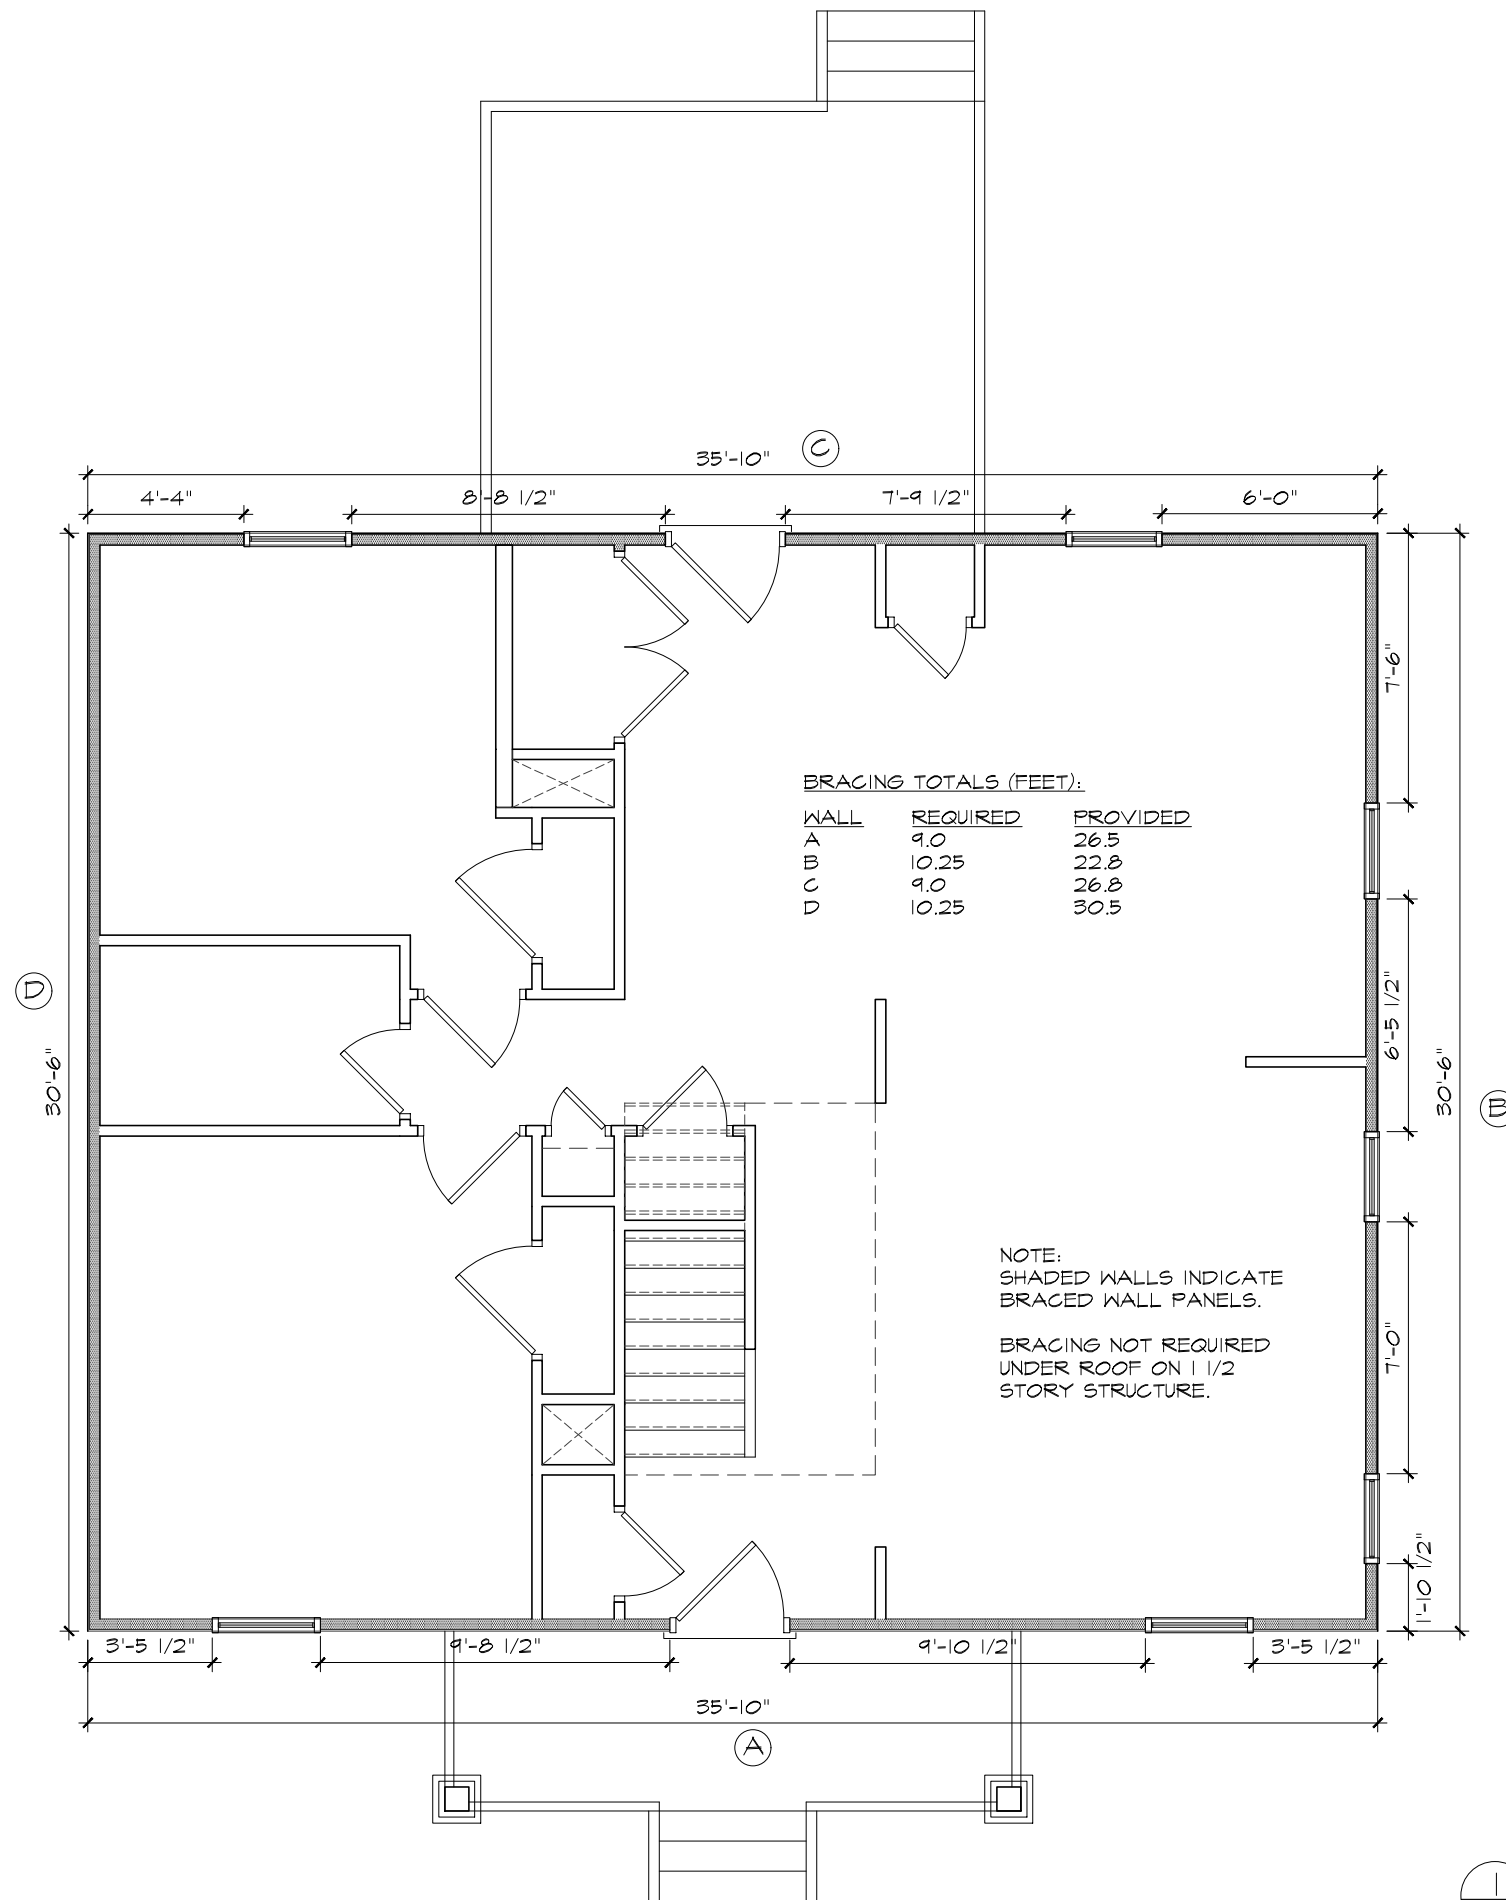 C
35'-10"
4'-4"
8'-8 1/2"
7'-9 1/2"
6'-0"
7'-6"
BRACING TOTALS (FEET):
WALL REQUIRED PROVIDED
A 9.0 26.5
B 10.25 22.8
C 9.0 26.8
D 10.25 30.5
D
30'-6"
6'-5 1/2"
30'-6"
B
NOTE:
SHADED WALLS INDICATE
BRACED WALL PANELS.
BRACING NOT REQUIRED
UNDER ROOF ON 1 1/2
STORY STRUCTURE.
7'-0"
1'-10 1/2"
3'-5 1/2"
9'-8 1/2"
9'-10 1/2"
3'-5 1/2"
35'-10"
A